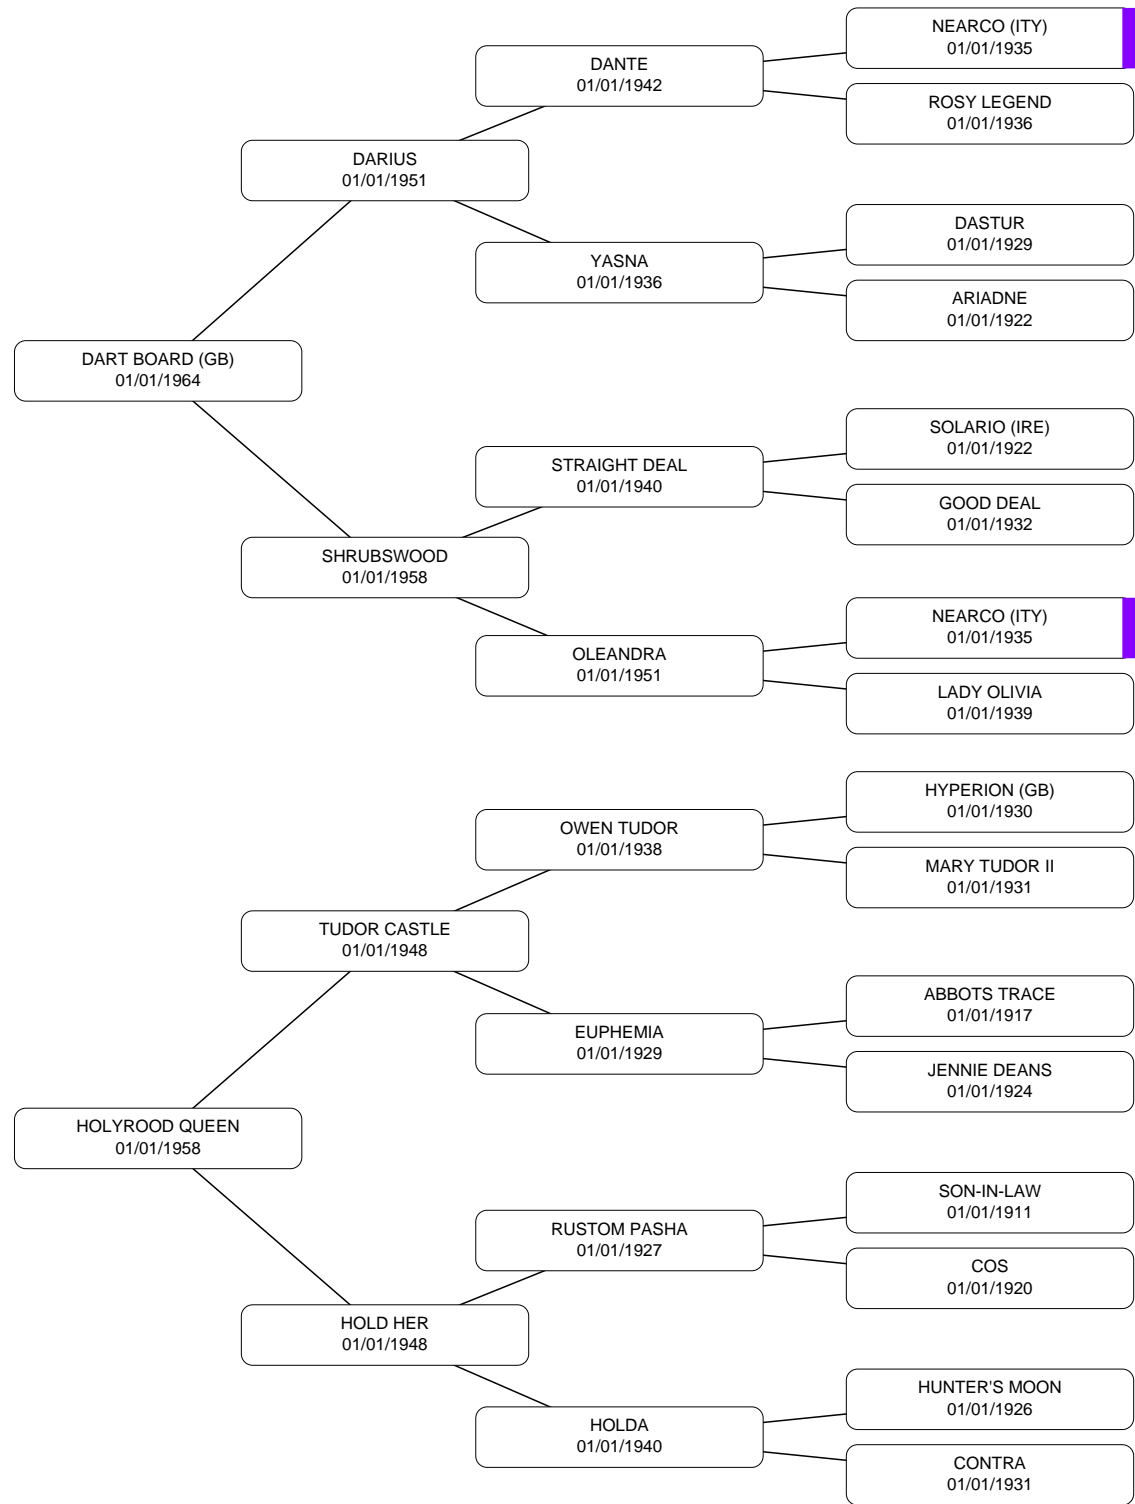 NEARCO (ITY)
01/01/1935
DANTE
01/01/1942
ROSY LEGEND
01/01/1936
DARIUS
01/01/1951
DASTUR
01/01/1929
YASNA
01/01/1936
ARIADNE
01/01/1922
DART BOARD (GB)
01/01/1964
SOLARIO (IRE)
01/01/1922
STRAIGHT DEAL
01/01/1940
GOOD DEAL
01/01/1932
SHRUBSWOOD
01/01/1958
NEARCO (ITY)
01/01/1935
OLEANDRA
01/01/1951
LADY OLIVIA
01/01/1939
HYPERION (GB)
01/01/1930
OWEN TUDOR
01/01/1938
MARY TUDOR II
01/01/1931
TUDOR CASTLE
01/01/1948
ABBOTS TRACE
01/01/1917
EUPHEMIA
01/01/1929
JENNIE DEANS
01/01/1924
HOLYROOD QUEEN
01/01/1958
SON-IN-LAW
01/01/1911
RUSTOM PASHA
01/01/1927
COS
01/01/1920
HOLD HER
01/01/1948
HUNTER'S MOON
01/01/1926
HOLDA
01/01/1940
CONTRA
01/01/1931